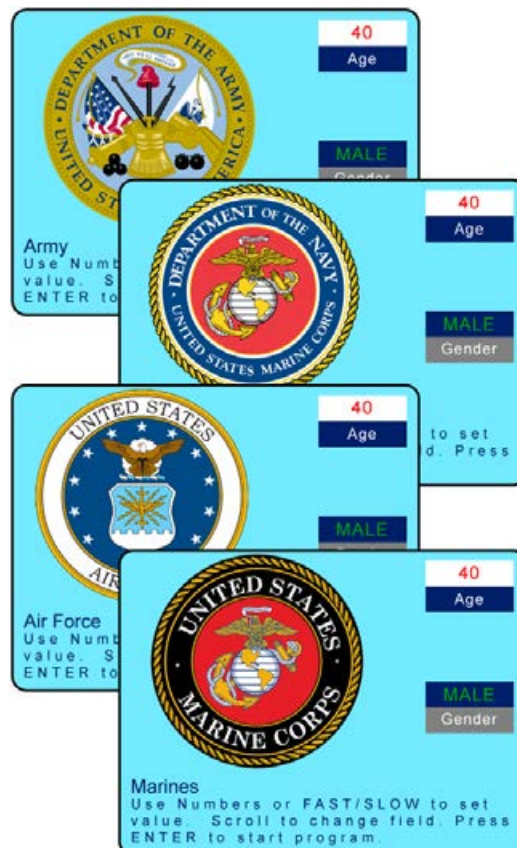 DEPARTMENT OF THE ARMY
UNITED STATES OF AMERICA
40
Age
MALE
Gender
Army
Use Numb
value. S
ENTER to
DEPARTMENT OF THE NAVY
UNITED STATES MARINE CORPS
40
Age
MALE
Gender
to set
ld. Press
UNITED STATES
AIR
40
Age
MALE
Air Force
Use Numb
value. S
ENTER to
UNITED STATES
MARINE CORPS
40
Age
MALE
Gender
Marines
Use Numbers or FAST/SLOW to set
value. Scroll to change field. Press
ENTER to start program.